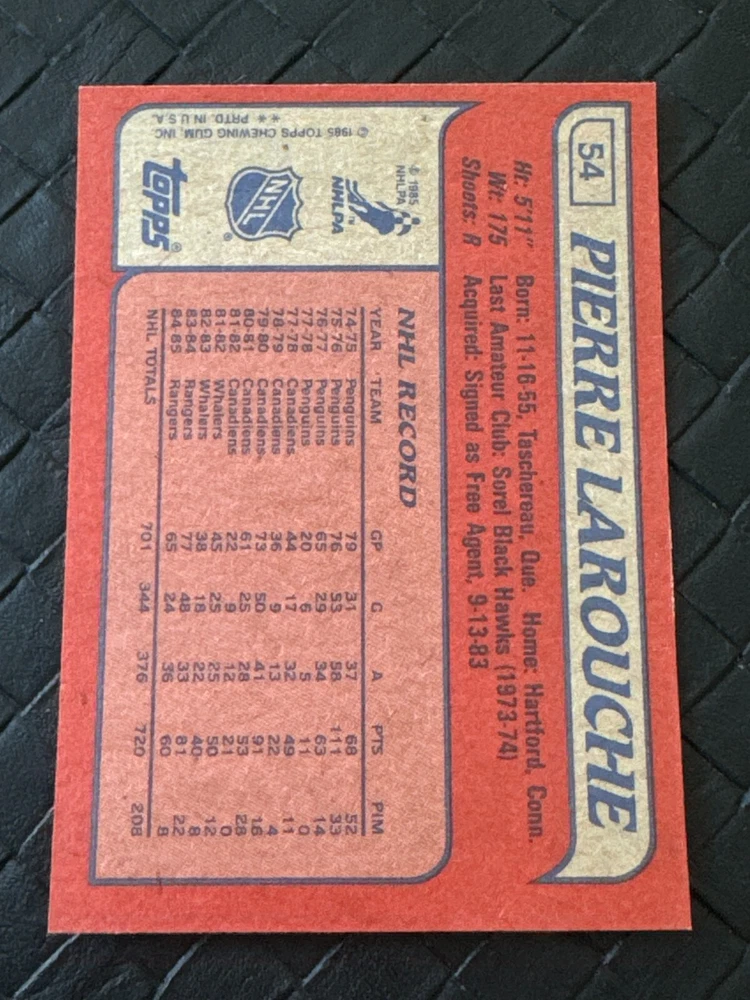 54 PIERRE LAROUCHE
Ht: 5'11" Born: 11-16-55, Taschereau, Que. Home: Hartford, Conn.
Wt: 175 Last Amateur Club: Sorel Black Hawks (1973-74)
Shoots: R Acquired: Signed as Free Agent, 9-13-83
© 1985
NHLPA
NHLPA™
NHL®
topps®
© 1985 TOPPS CHEWING GUM, INC
** PRTD. IN U.S.A.
NHL RECORD
YEAR TEAM GP G A PTS PIM
74-75 Penguins 79 31 37 68 52
75-76 Penguins 76 53 58 111 33
76-77 Penguins 65 29 34 63 14
77-78 Penguins 20 6 5 11 0
77-78 Canadiens 44 17 32 49 11
78-79 Canadiens 36 9 13 22 4
79-80 Canadiens 73 50 41 91 16
80-81 Canadiens 61 25 28 53 28
81-82 Canadiens 22 9 12 21 0
81-82 Whalers 45 25 25 50 12
82-83 Whalers 38 18 22 40 8
83-84 Rangers 77 48 33 81 22
84-85 Rangers 65 24 36 60 8
NHL TOTALS 701 344 376 720 208